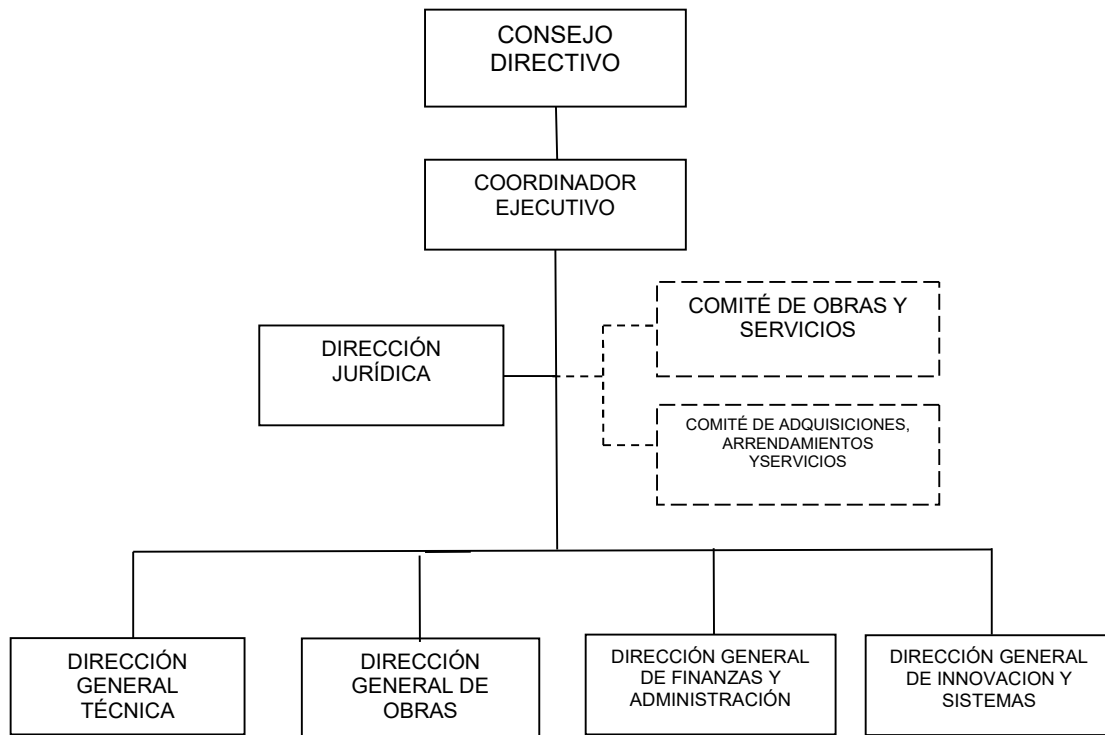 CONSEJO
DIRECTIVO
COORDINADOR
EJECUTIVO
DIRECCIÓN
JURÍDICA
COMITÉ DE OBRAS Y
SERVICIOS
COMITÉ DE ADQUISICIONES,
ARRENDAMIENTOS
YSERVICIOS
DIRECCIÓN
GENERAL
TÉCNICA
DIRECCIÓN
GENERAL DE
OBRAS
DIRECCIÓN GENERAL
DE FINANZAS Y
ADMINISTRACIÓN
DIRECCIÓN GENERAL
DE INNOVACION Y
SISTEMAS